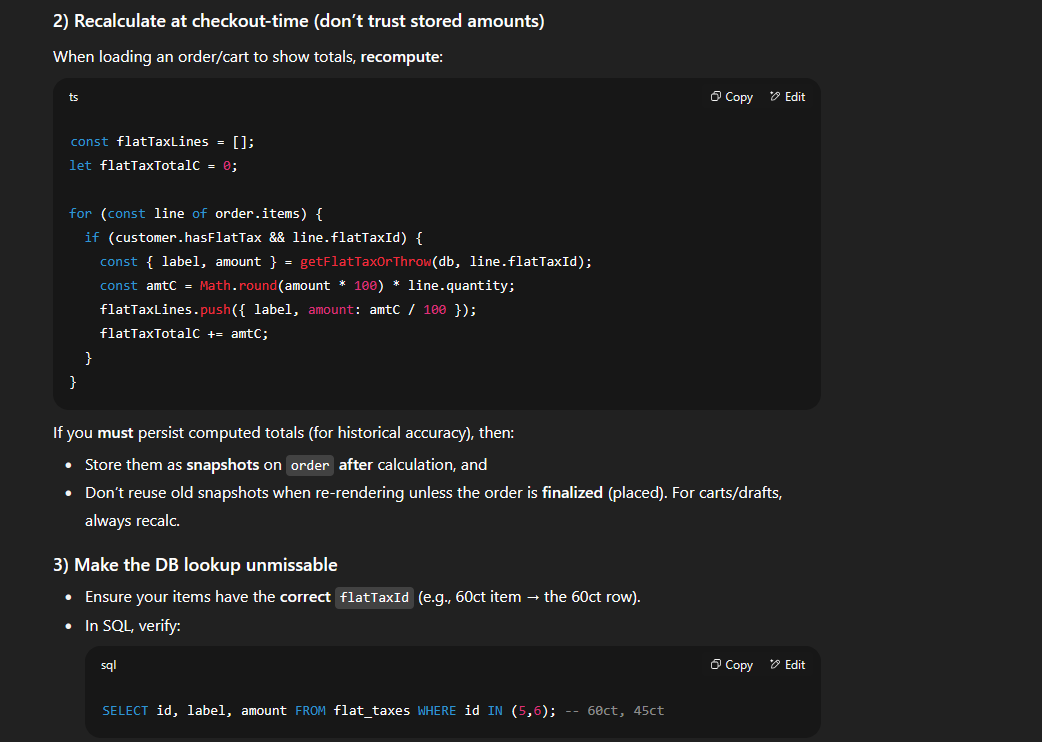 2) Recalculate at checkout-time (don’t trust stored amounts)
When loading an order/cart to show totals, recompute:
ts
Copy
Edit
const flatTaxLines = [];
let flatTaxTotalC = 0;
for (const line of order.items) {
if (customer.hasFlatTax && line.flatTaxId) {
const { label, amount } = getFlatTaxOrThrow(db, line.flatTaxId);
const amtC = Math.round(amount * 100) * line.quantity;
flatTaxLines.push({ label, amount: amtC / 100 });
flatTaxTotalC += amtC;
}
}
If you must persist computed totals (for historical accuracy), then:
• Store them as snapshots on order after calculation, and
• Don’t reuse old snapshots when re-rendering unless the order is finalized (placed). For carts/drafts,
always recalc.
3) Make the DB lookup unmissable
• Ensure your items have the correct flatTaxId (e.g., 60ct item → the 60ct row).
• In SQL, verify:
sql
Copy
Edit
SELECT id, label, amount FROM flat_taxes WHERE id IN (5,6); -- 60ct, 45ct